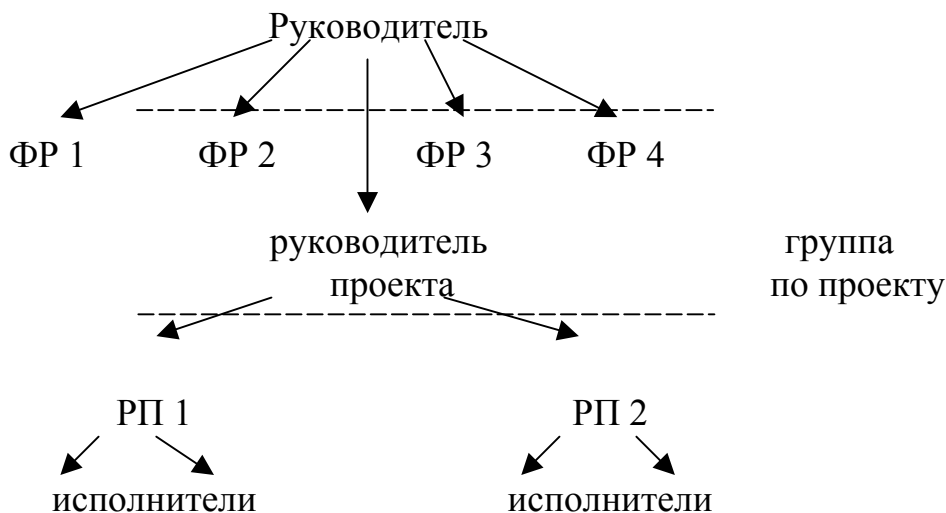 Руководитель
ФР 1 ФР 2 ФР 3 ФР 4
руководитель группа
проекта по проекту
РП 1 РП 2
исполнители исполнители